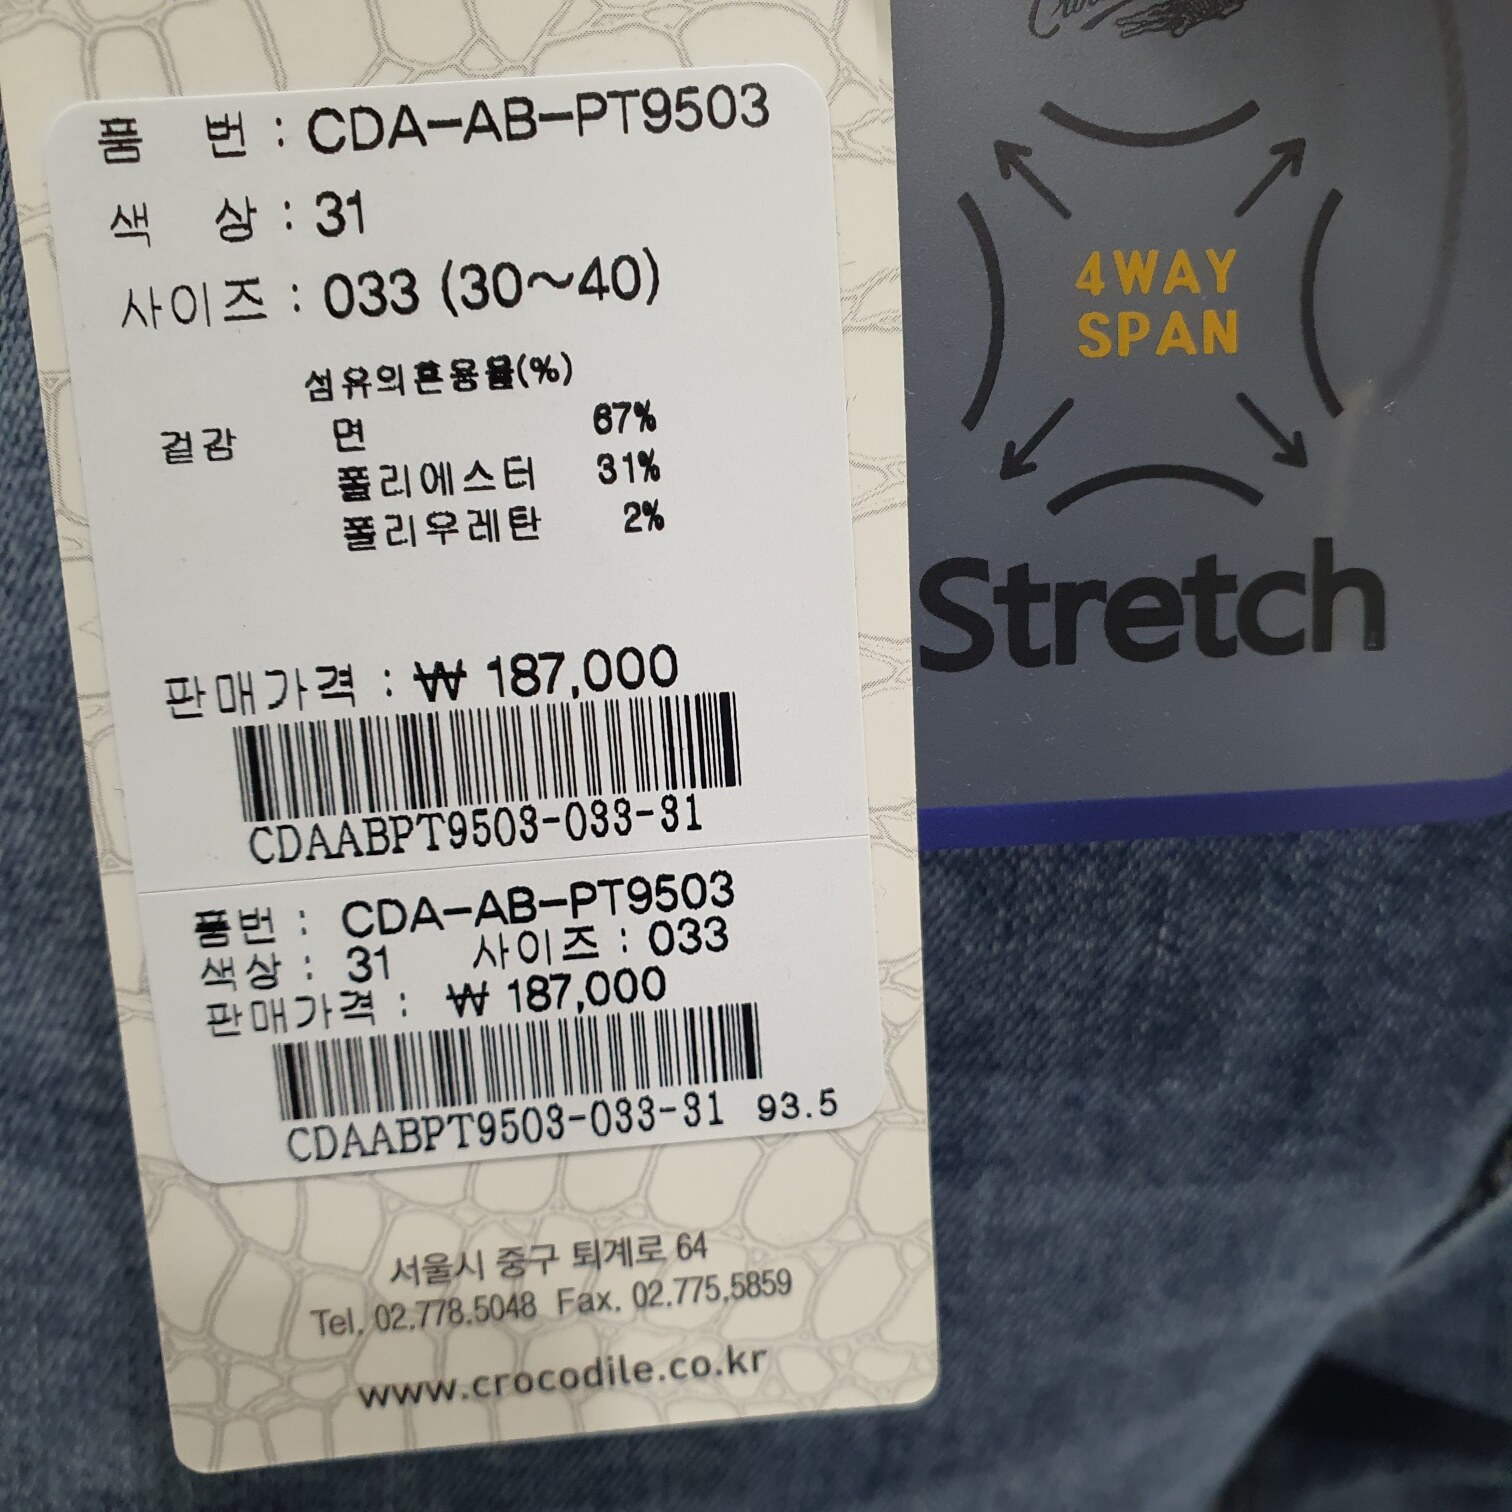 품 번 : CDA-AB-PT9503
색 상 : 31
사이즈 : 033 (30~40)
섬유의혼용율(%)
겉감 면 67%
폴리에스터 31%
폴리우레탄 2%
판매가격 : ₩ 187,000
CDAABPT9503-033-31
품번 : CDA-AB-PT9503
색상 : 31 사이즈 : 033
판매가격 : ₩ 187,000
CDAABPT9503-033-31 93.5
서울시 중구 퇴계로 64
Tel. 02.778.5048 Fax. 02.775.5859
www.crocodile.co.kr
4WAY
SPAN
Stretch